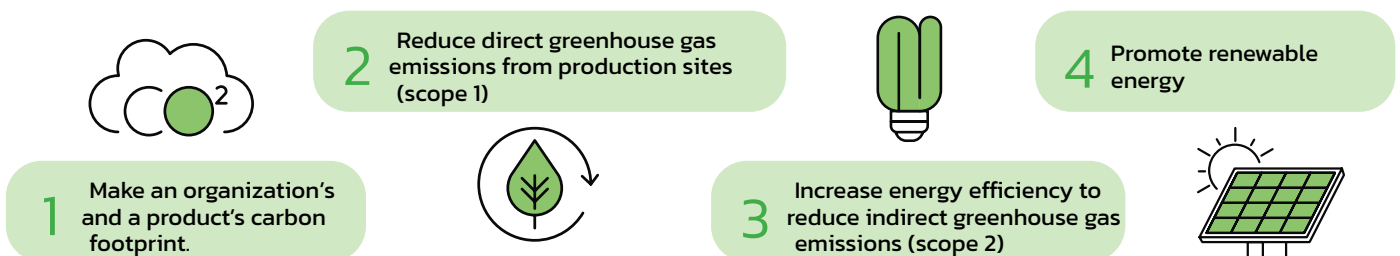 1
Make an organization's
and a product's carbon
footprint.
2
Reduce direct greenhouse gas
emissions from production sites
(scope 1)
3
Increase energy efficiency to
reduce indirect greenhouse gas
emissions (scope 2)
4
Promote renewable
energy
2